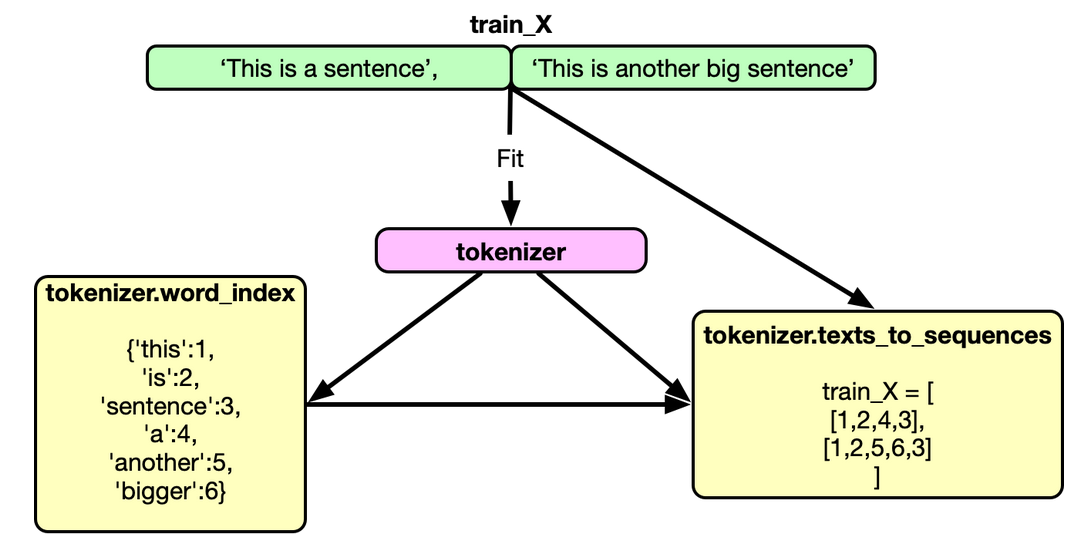 train_X
‘This is a sentence’,
‘This is another big sentence’
Fit
tokenizer
tokenizer.word_index
{'this':1,
'is':2,
'sentence':3,
'a':4,
'another':5,
'bigger':6}
tokenizer.texts_to_sequences
train_X = [
[1,2,4,3],
[1,2,5,6,3]
]